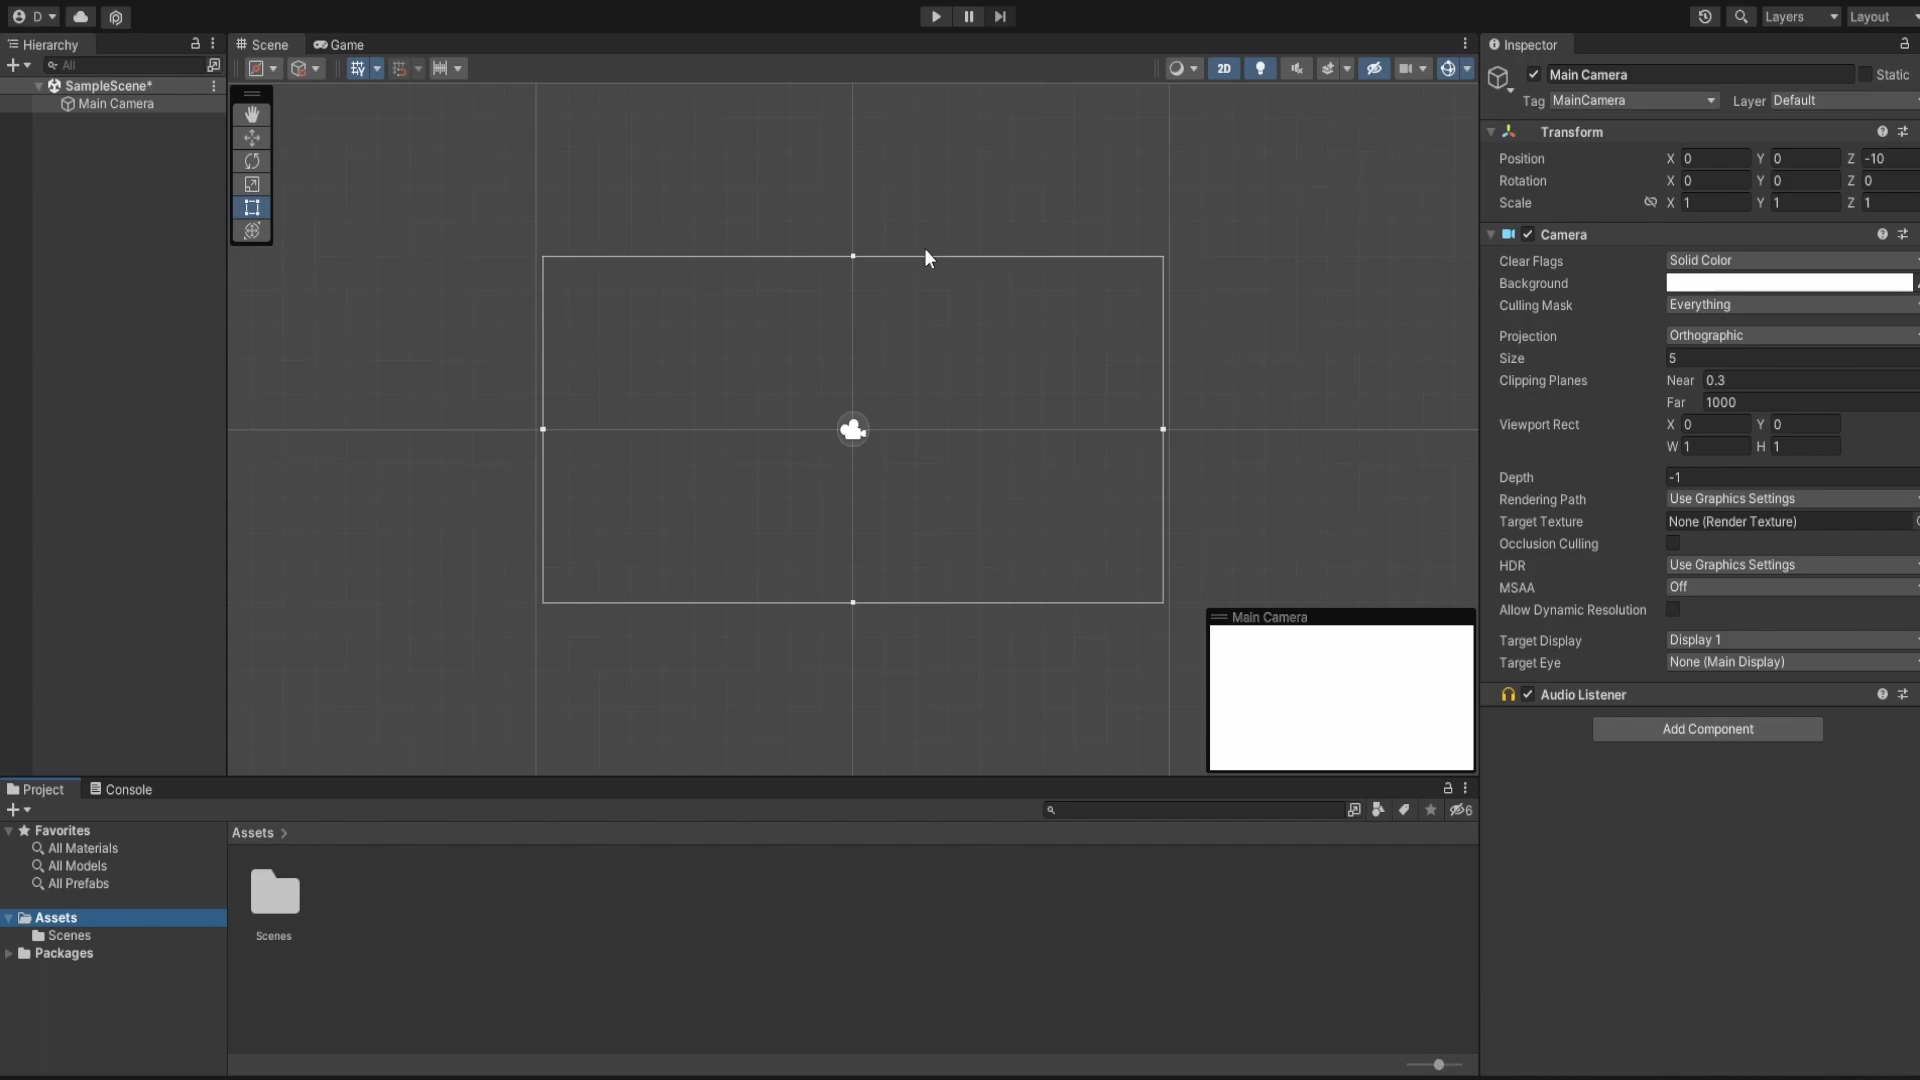 D
Layers
Layout
Hierarchy
Scene
Game
Inspector
All
2D
SampleScene*
Main Camera
Main Camera
Static
Tag
MainCamera
Layer
Default
Transform
Position
X
0
Y
0
Z
-10
Rotation
X
0
Y
0
Z
0
Scale
X
1
Y
1
Z
1
Camera
Clear Flags
Solid Color
Background
Culling Mask
Everything
Projection
Orthographic
Size
5
Clipping Planes
Near
0.3
Far
1000
Viewport Rect
X
0
Y
0
W
1
H
1
Depth
-1
Rendering Path
Use Graphics Settings
Target Texture
None (Render Texture)
Occlusion Culling
HDR
Use Graphics Settings
MSAA
Off
Allow Dynamic Resolution
Target Display
Display 1
Target Eye
None (Main Display)
Audio Listener
Add Component
Main Camera
Project
Console
6
Favorites
All Materials
All Models
All Prefabs
Assets
Scenes
Packages
Assets >
Scenes